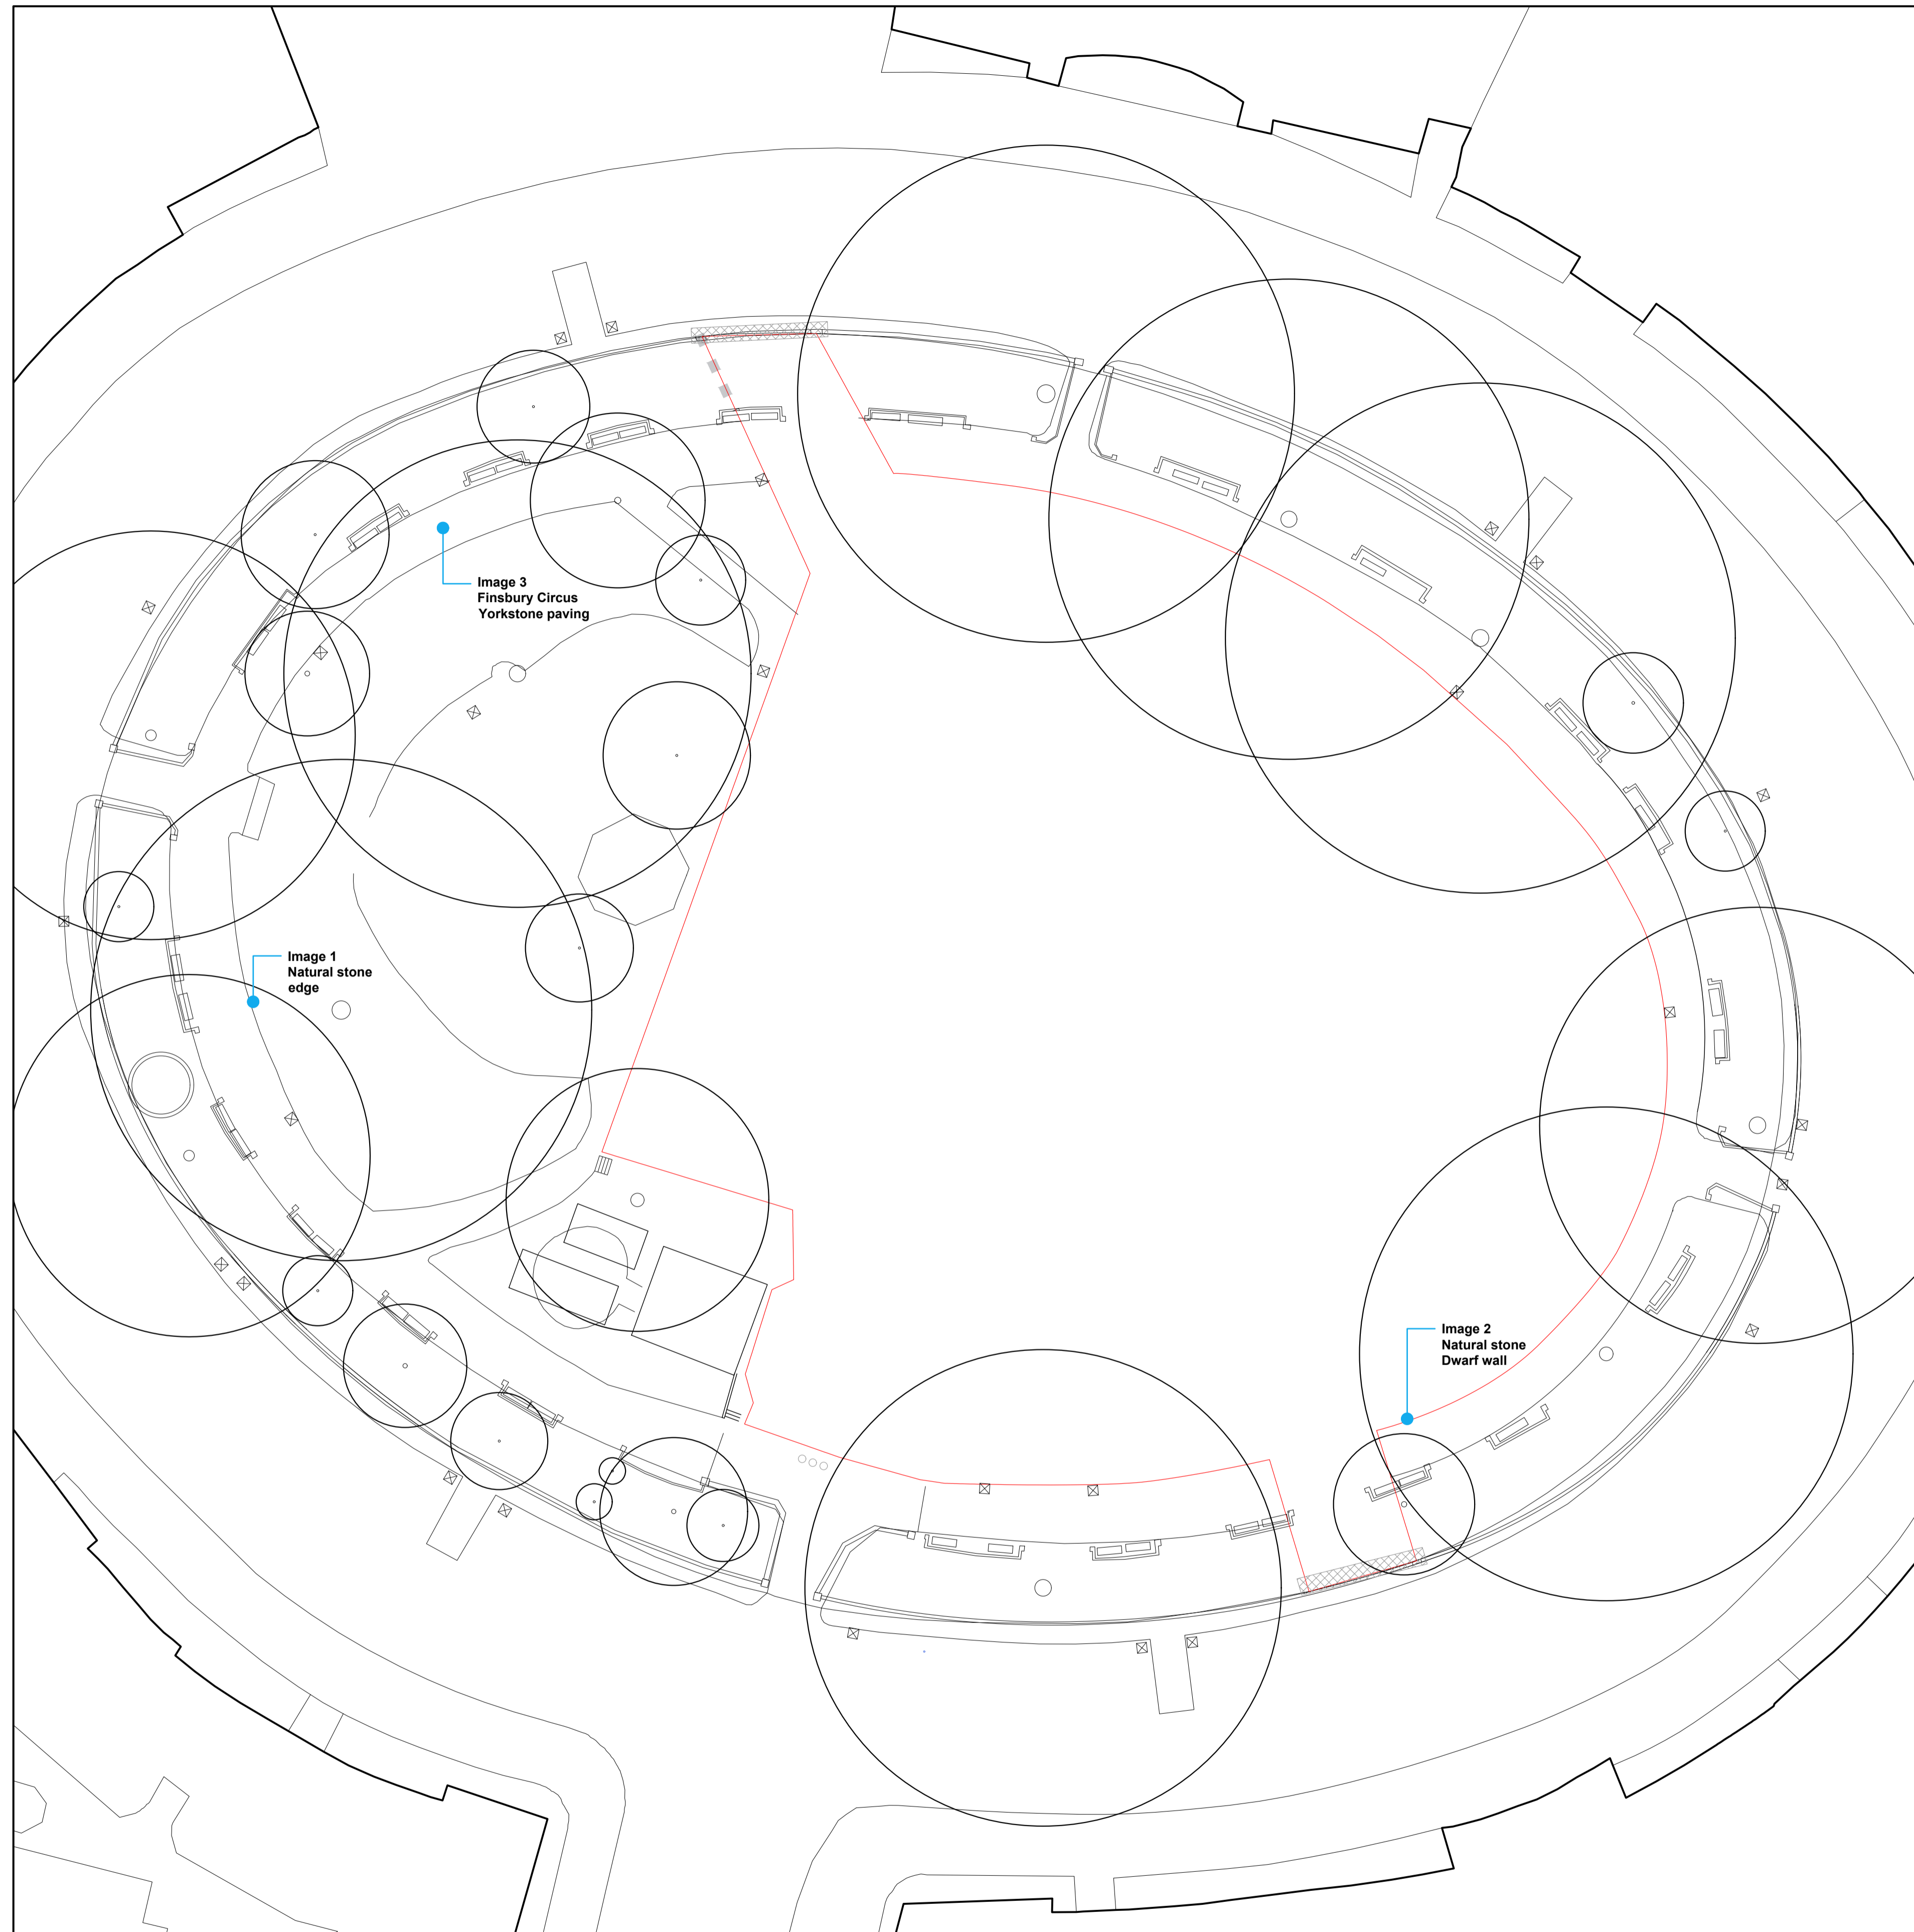 Image 3
Finsbury Circus
Yorkstone paving
Image 1
Natural stone
edge
Image 2
Natural stone
Dwarf wall